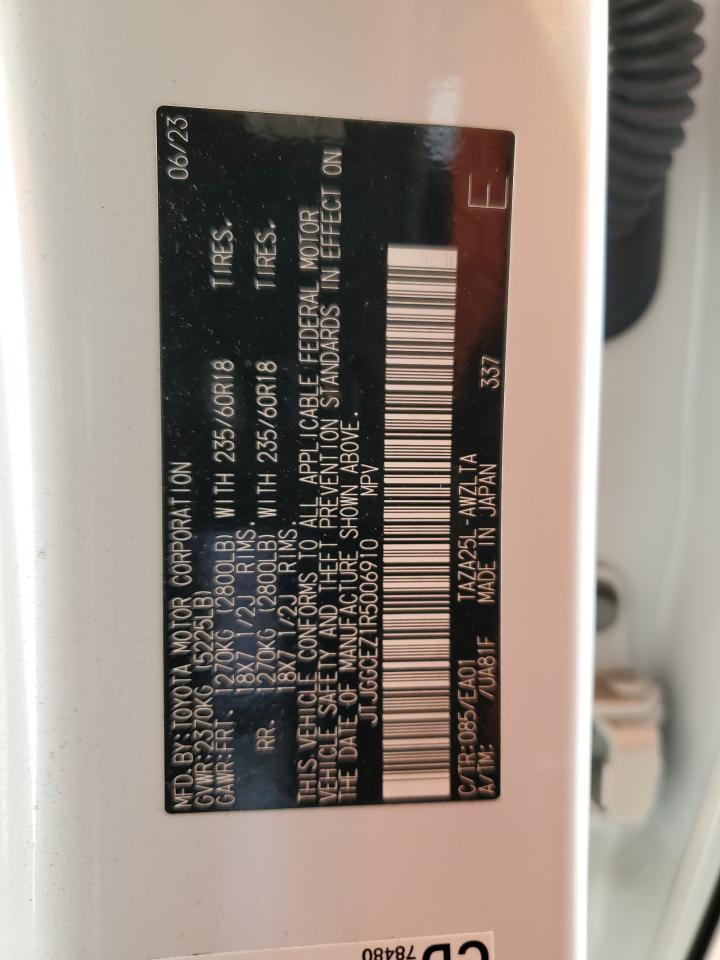 MFD.BY:TOYOTA MOTOR CORPORATION 06/23
GVWR:2370KG (5225LB)
GAWR:FRT. 1270KG (2800LB) WITH 235/60R18 TIRES.
18X7 1/2J RIMS.
RR. 1270KG (2800LB) WITH 235/60R18 TIRES.
18X7 1/2J RIMS.
THIS VEHICLE CONFORMS TO ALL APPLICABLE FEDERAL MOTOR
VEHICLE SAFETY AND THEFT PREVENTION STANDARDS IN EFFECT ON
THE DATE OF MANUFACTURE SHOWN ABOVE.
JTJGGCEZ1R5006910 MPV
C/TR:085/EA01 TAZA25L-AWZLTA 337
A/TM: /UA81F MADE IN JAPAN
E
CD
78480